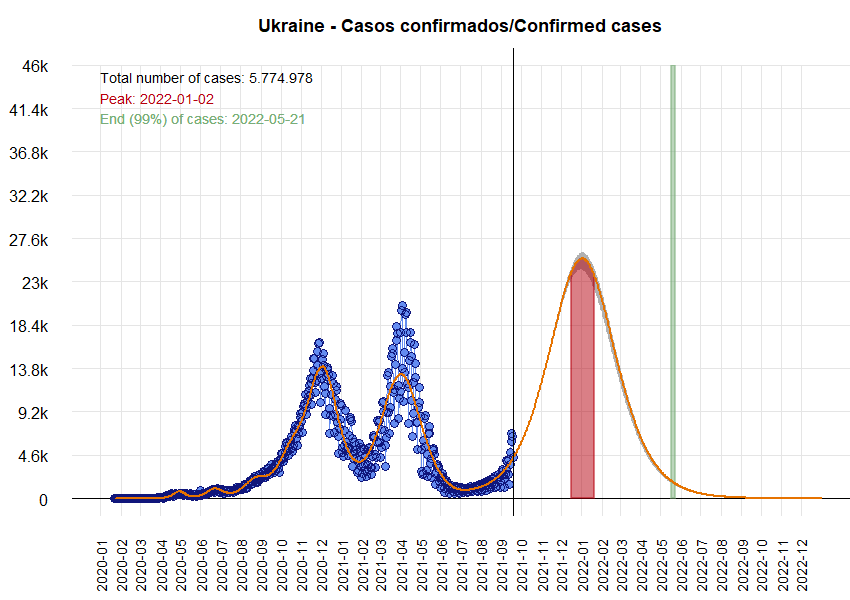 Ukraine - Casos confirmados/Confirmed cases
Total number of cases: 5.774.978
Peak: 2022-01-02
End (99%) of cases: 2022-05-21
46k
41.4k
36.8k
32.2k
27.6k
23k
18.4k
13.8k
9.2k
4.6k
0
2020-01
2020-02
2020-03
2020-04
2020-05
2020-06
2020-07
2020-08
2020-09
2020-10
2020-11
2020-12
2021-01
2021-02
2021-03
2021-04
2021-05
2021-06
2021-07
2021-08
2021-09
2021-10
2021-11
2021-12
2022-01
2022-02
2022-03
2022-04
2022-05
2022-06
2022-07
2022-08
2022-09
2022-10
2022-11
2022-12